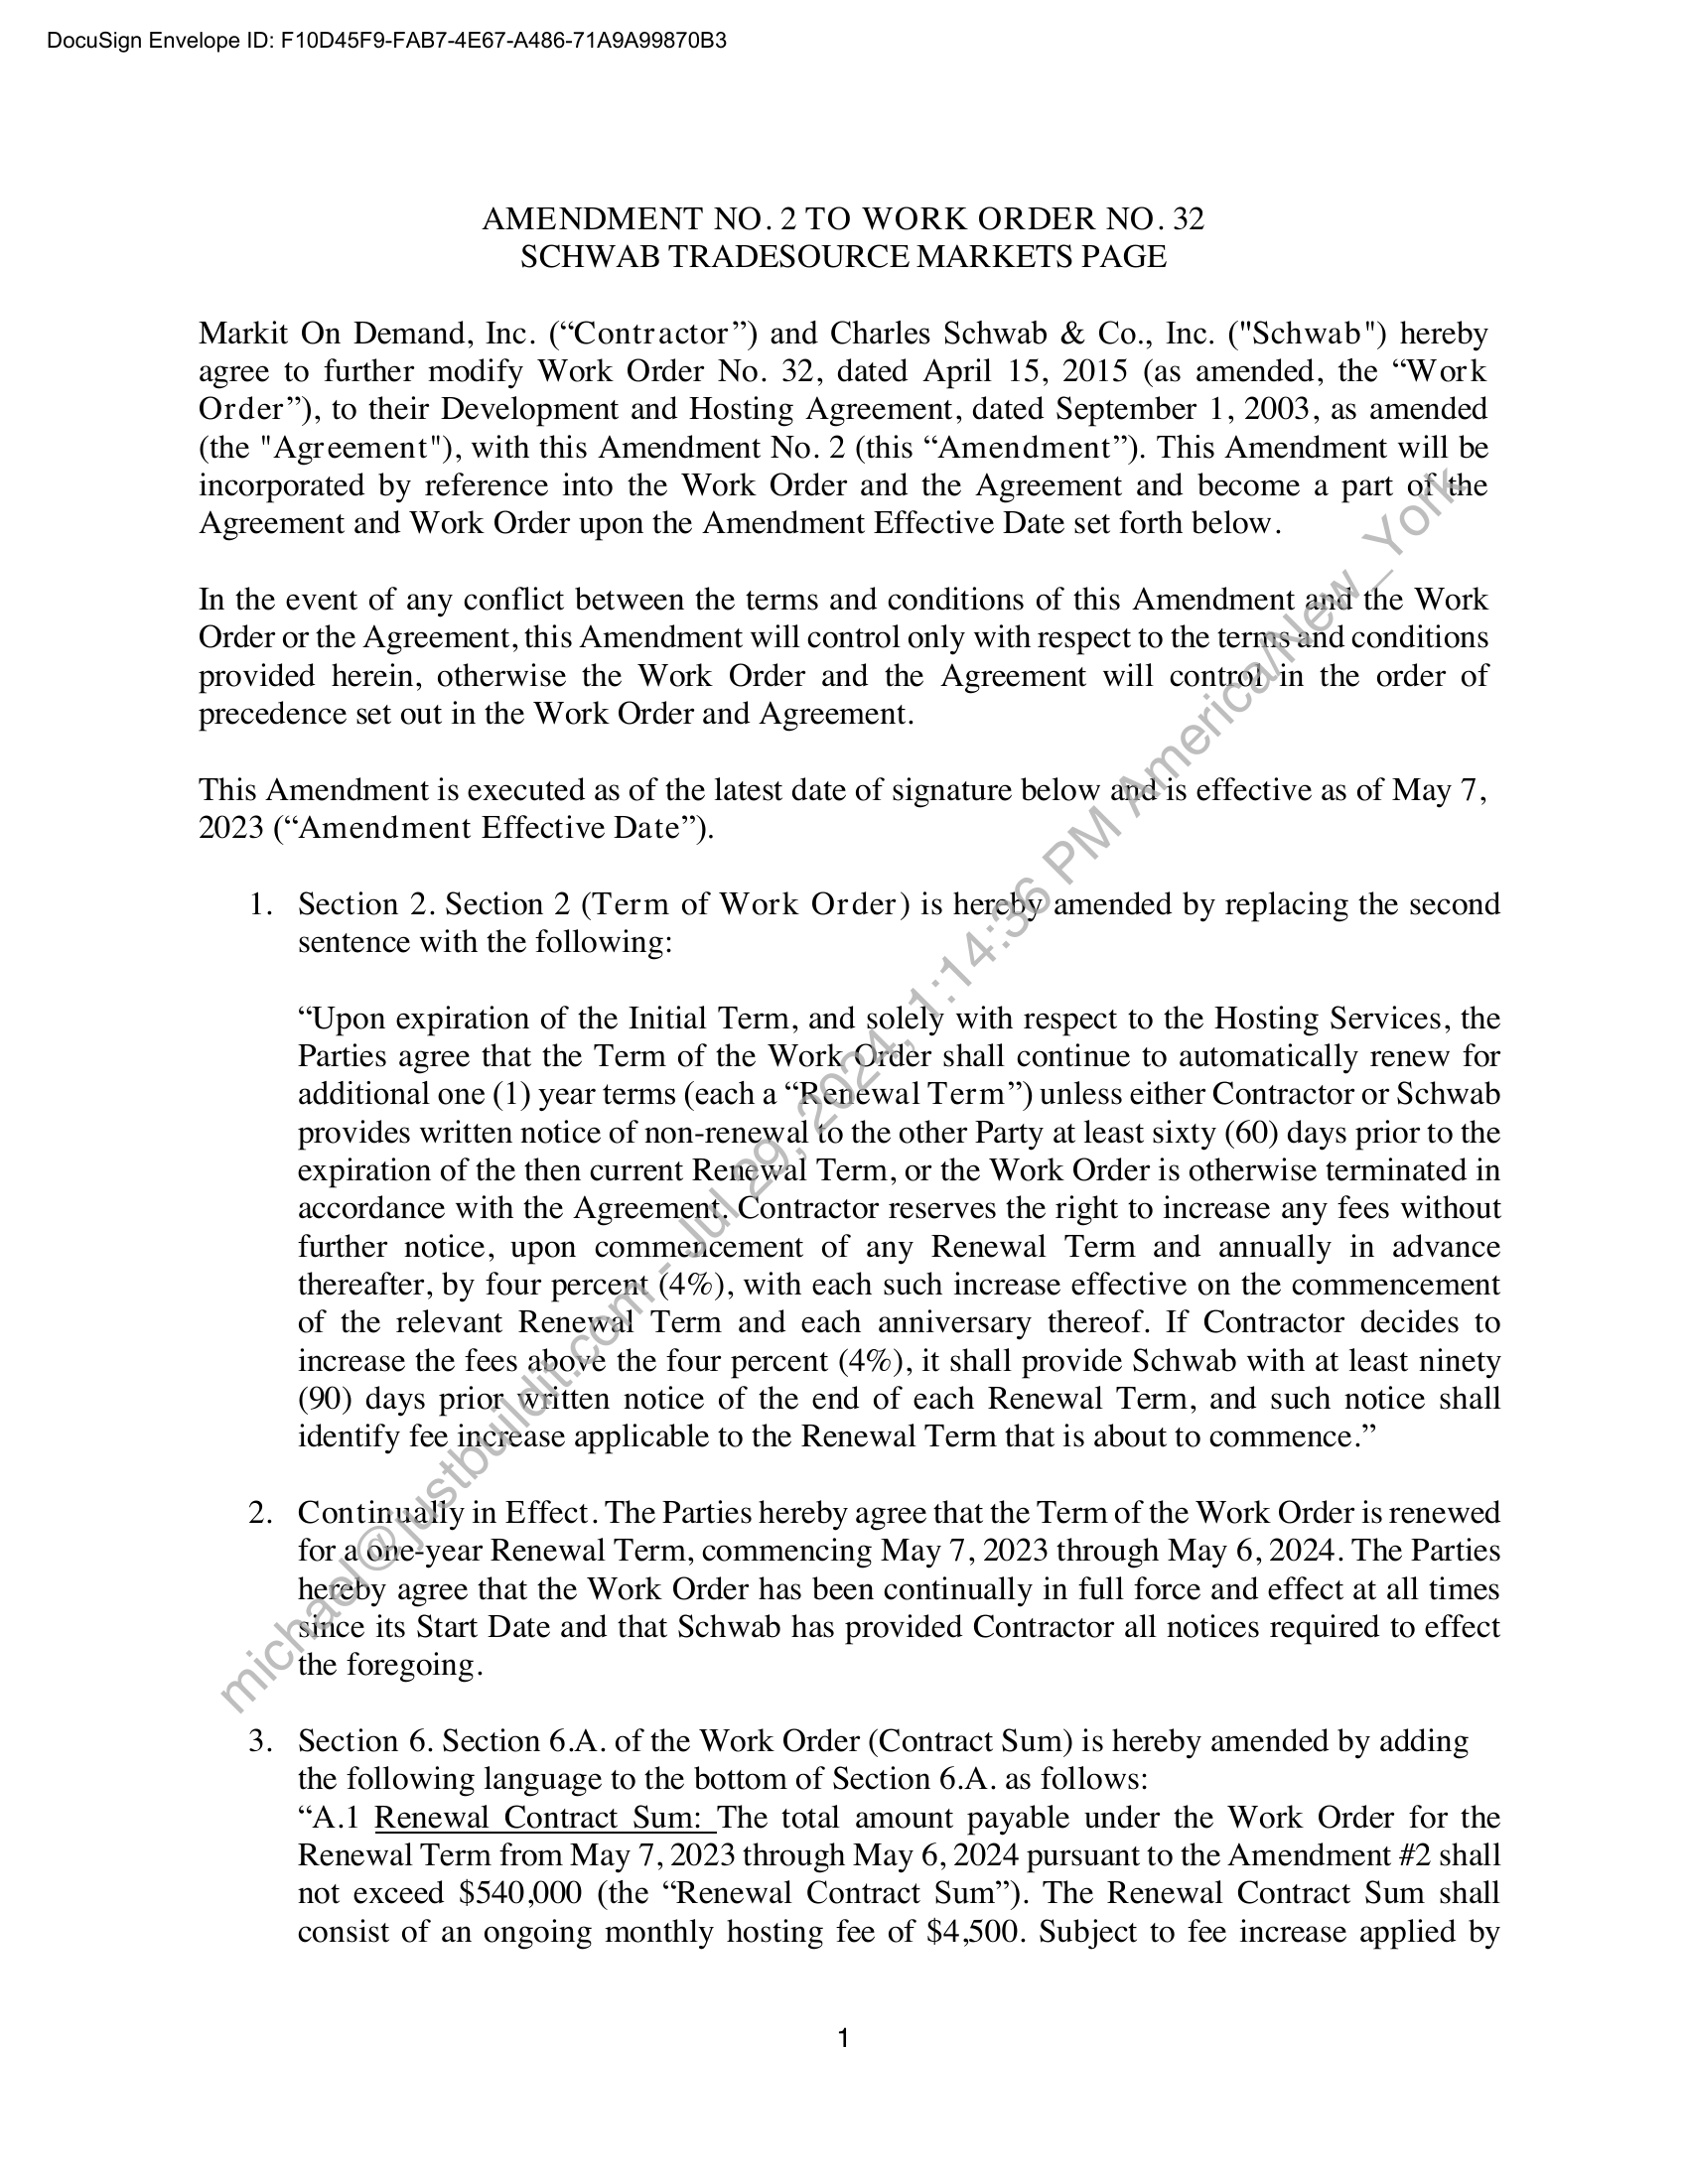 DocuSign Envelope ID: F10D45F9-FAB7-4E67-A486-71A9A99870B3
AMENDMENT NO. 2 TO WORK ORDER NO. 32
SCHWAB TRADESOURCE MARKETS PAGE
Markit On Demand, Inc. (“Contractor”) and Charles Schwab & Co., Inc. ("Schwab") hereby
agree to further modify Work Order No. 32, dated April 15, 2015 (as amended, the “Work
Order”), to their Development and Hosting Agreement, dated September 1, 2003, as amended
(the "Agreement"), with this Amendment No. 2 (this “Amendment”). This Amendment will be
incorporated by reference into the Work Order and the Agreement and become a part of the
Agreement and Work Order upon the Amendment Effective Date set forth below.
In the event of any conflict between the terms and conditions of this Amendment and the Work
Order or the Agreement, this Amendment will control only with respect to the terms and conditions
provided herein, otherwise the Work Order and the Agreement will control in the order of
precedence set out in the Work Order and Agreement.
This Amendment is executed as of the latest date of signature below and is effective as of May 7,
2023 (“Amendment Effective Date”).
1. Section 2. Section 2 (Term of Work Order) is hereby amended by replacing the second
sentence with the following:
“Upon expiration of the Initial Term, and solely with respect to the Hosting Services, the
Parties agree that the Term of the Work Order shall continue to automatically renew for
additional one (1) year terms (each a “Renewal Term”) unless either Contractor or Schwab
provides written notice of non-renewal to the other Party at least sixty (60) days prior to the
expiration of the then current Renewal Term, or the Work Order is otherwise terminated in
accordance with the Agreement. Contractor reserves the right to increase any fees without
further notice, upon commencement of any Renewal Term and annually in advance
thereafter, by four percent (4%), with each such increase effective on the commencement
of the relevant Renewal Term and each anniversary thereof. If Contractor decides to
increase the fees above the four percent (4%), it shall provide Schwab with at least ninety
(90) days prior written notice of the end of each Renewal Term, and such notice shall
identify fee increase applicable to the Renewal Term that is about to commence.”
2. Continually in Effect. The Parties hereby agree that the Term of the Work Order is renewed
for a one-year Renewal Term, commencing May 7, 2023 through May 6, 2024. The Parties
hereby agree that the Work Order has been continually in full force and effect at all times
since its Start Date and that Schwab has provided Contractor all notices required to effect
the foregoing.
3. Section 6. Section 6.A. of the Work Order (Contract Sum) is hereby amended by adding
the following language to the bottom of Section 6.A. as follows:
“A.1 Renewal Contract Sum: The total amount payable under the Work Order for the
Renewal Term from May 7, 2023 through May 6, 2024 pursuant to the Amendment #2 shall
not exceed $540,000 (the “Renewal Contract Sum”). The Renewal Contract Sum shall
consist of an ongoing monthly hosting fee of $4,500. Subject to fee increase applied by
1
michael@justbuildit.com - Jul 29, 2024, 1:14:36 PM America/New_York